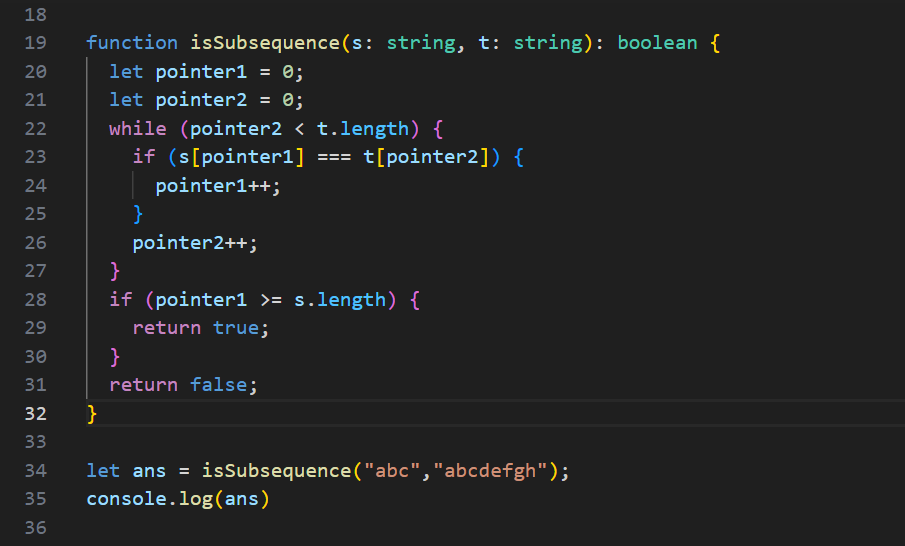 18
19 function isSubsequence(s: string, t: string): boolean {
20   let pointer1 = 0;
21   let pointer2 = 0;
22   while (pointer2 < t.length) {
23     if (s[pointer1] === t[pointer2]) {
24       pointer1++;
25     }
26     pointer2++;
27   }
28   if (pointer1 >= s.length) {
29     return true;
30   }
31   return false;
32 }
33
34 let ans = isSubsequence("abc","abcdefgh");
35 console.log(ans)
36